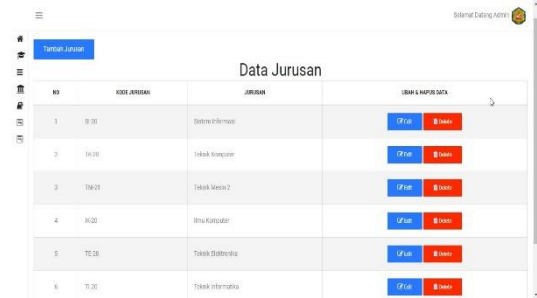 Selamat Datang Admin
Tambah Jurusan
Data Jurusan
NO KODE JURUSAN JURUSAN UBAH & HAPUS DATA
1 SI-20 Sistem Informasi Edit Delete
2 Teknik Komputer Edit Delete
3 TM-20 Teknik Mesin 2 Edit Delete
4 IK-20 Ilmu Komputer Edit Delete
5 TE-20 Teknik Elektronika Edit Delete
6 TI-20 Teknik Informatika Edit Delete